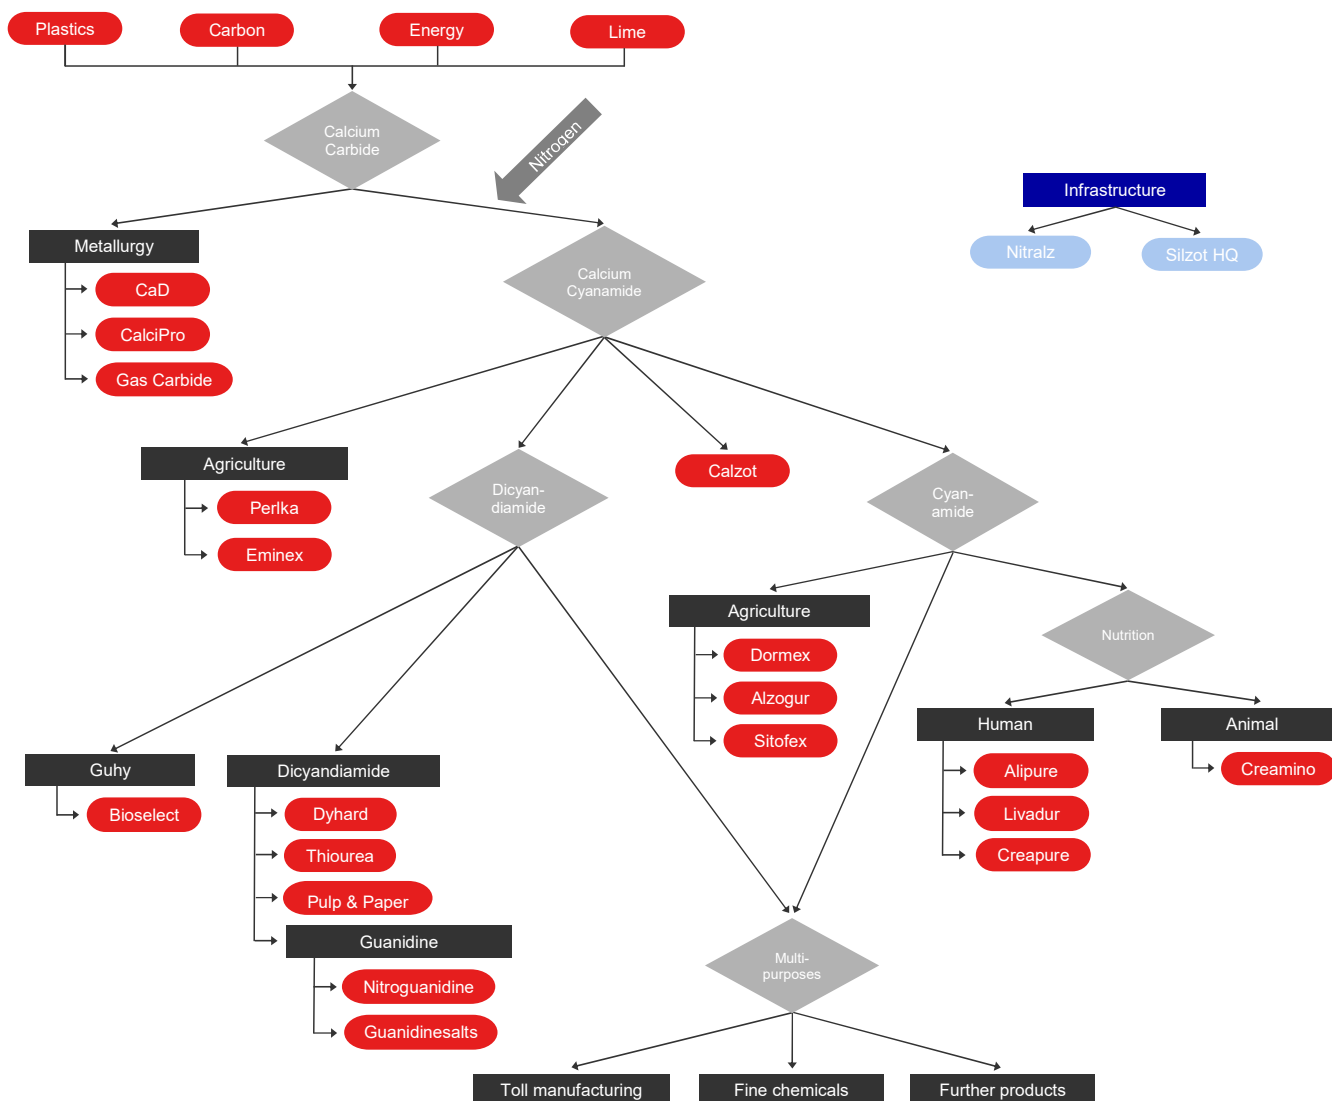 Plastics
Carbon
Energy
Lime
Calcium
Carbide
Nitrogen
Infrastructure
Nitralz
Silzot HQ
Metallurgy
CaD
CalciPro
Gas Carbide
Calcium
Cyanamide
Agriculture
Perlka
Eminex
Dicyan-
diamide
Calzot
Cyan-
amide
Agriculture
Dormex
Alzogur
Sitofex
Nutrition
Human
Alipure
Livadur
Creapure
Animal
Creamino
Guhy
Bioselect
Dicyandiamide
Dyhard
Thiourea
Pulp & Paper
Guanidine
Nitroguanidine
Guanidinesalts
Multi-
purposes
Toll manufacturing
Fine chemicals
Further products